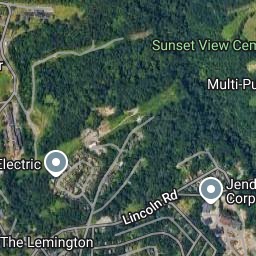 Sunset View Cen
r
Multi-Pu
Electric
Jend
Corp
Lincoln Rd
The Lemington